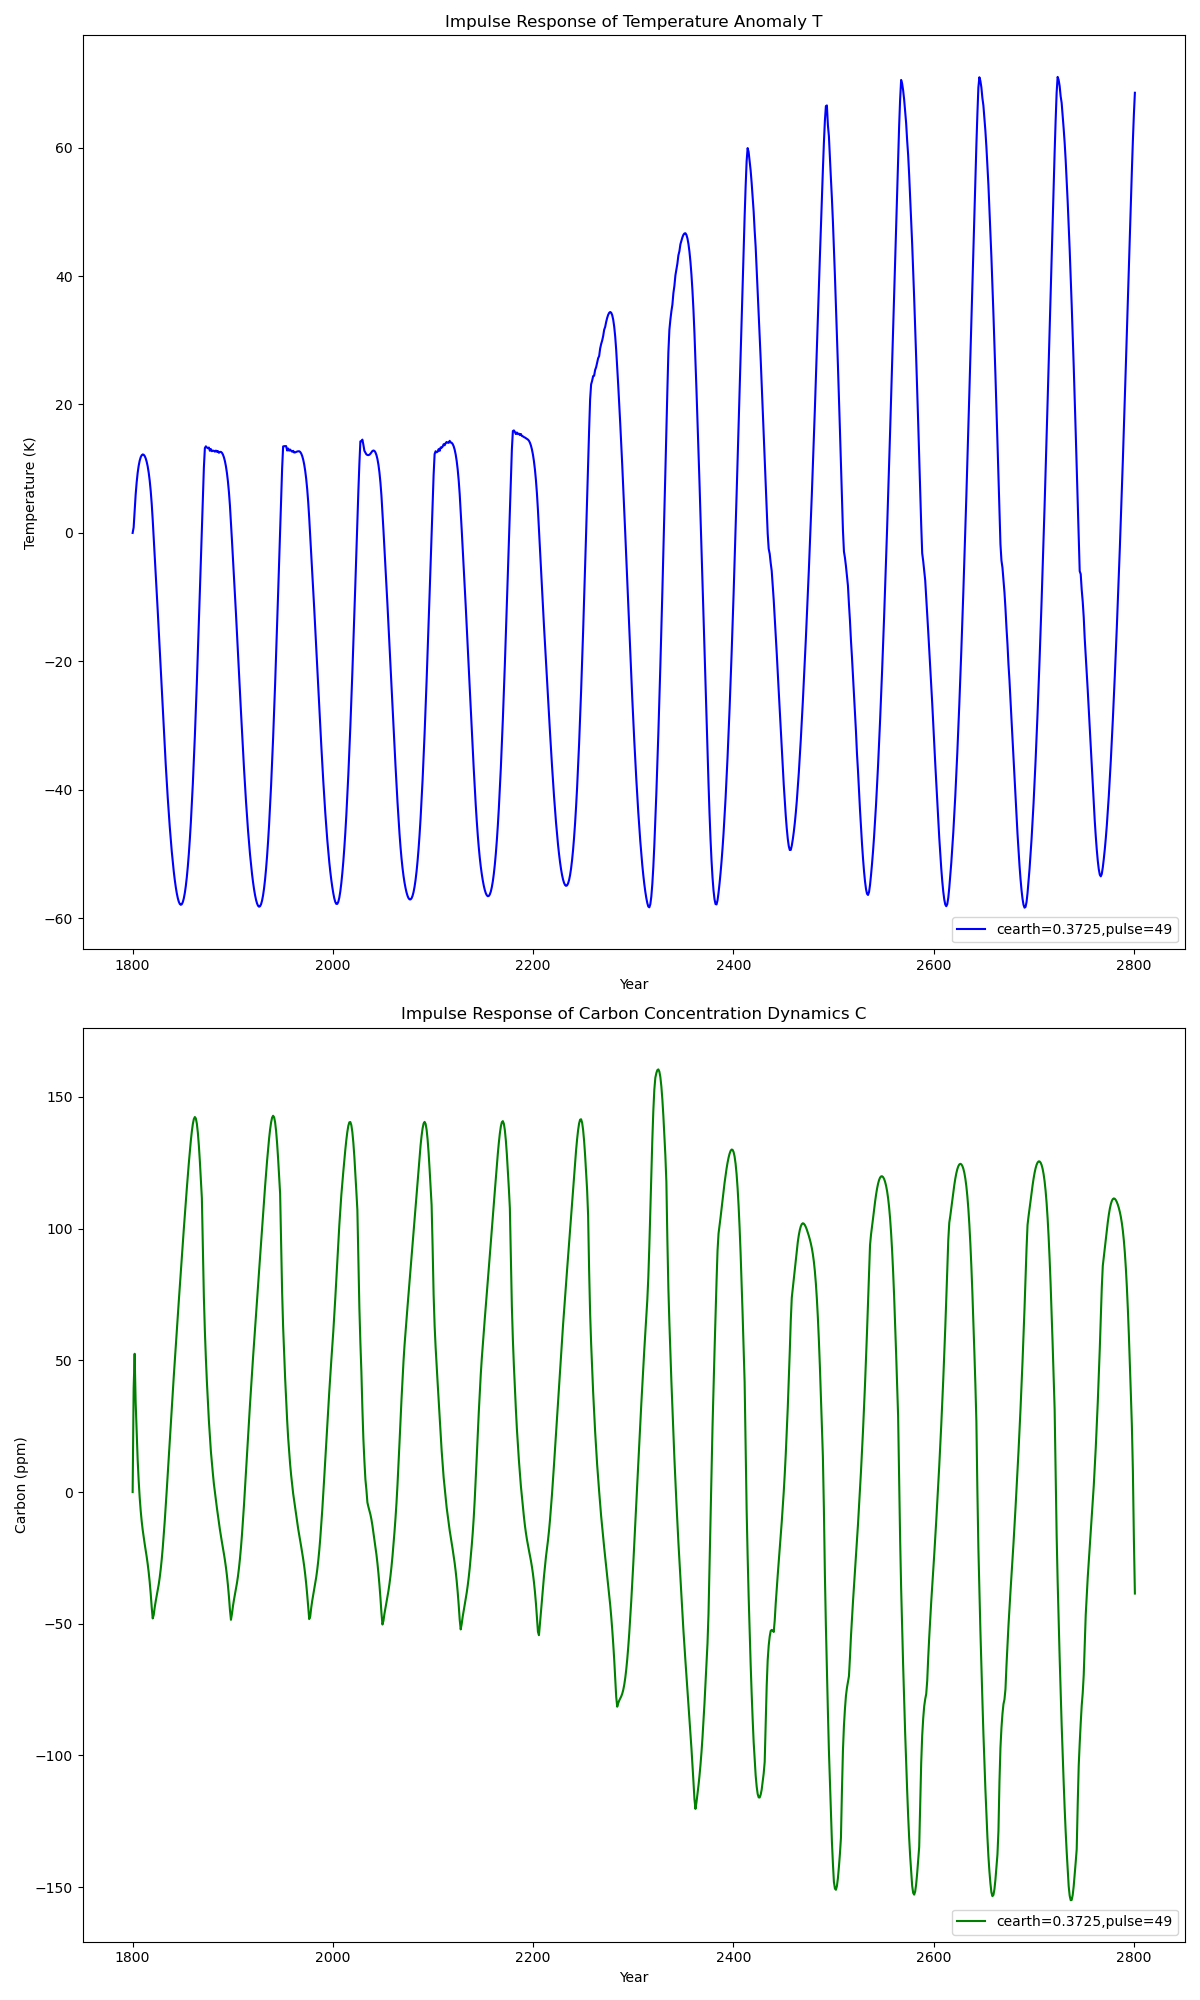 Impulse Response of Temperature Anomaly T
Temperature (K)
60
40
20
0
−20
−40
−60
cearth=0.3725,pulse=49
1800 2000 2200 2400 2600 2800
Year
Impulse Response of Carbon Concentration Dynamics C
Carbon (ppm)
150
100
50
0
−50
−100
−150
cearth=0.3725,pulse=49
1800 2000 2200 2400 2600 2800
Year